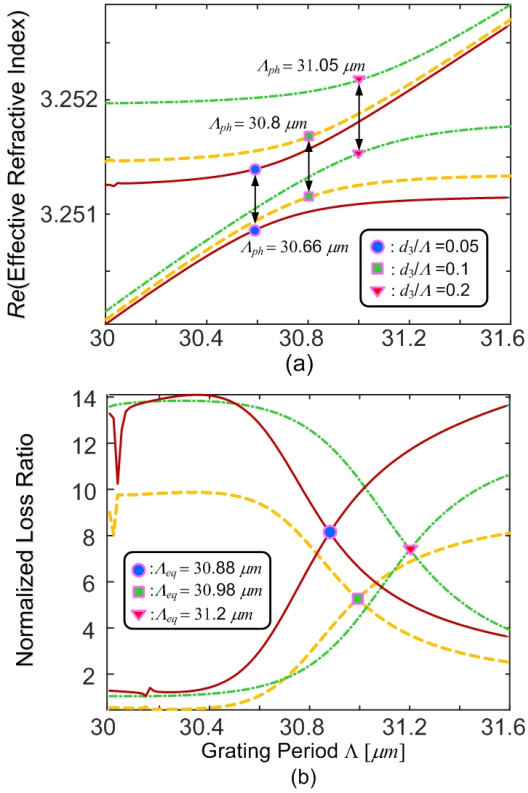 Re(Effective Refractive Index)
3.252
3.251
Λph = 31.05 μm
Λph = 30.8 μm
Λph = 30.66 μm
: d3/Λ =0.05
: d3/Λ =0.1
: d3/Λ =0.2
30 30.4 30.8 31.2 31.6
(a)
Normalized Loss Ratio
14
12
10
8
6
4
2
:Λeq = 30.88 μm
:Λeq = 30.98 μm
:Λeq = 31.2 μm
30 30.4 30.8 31.2 31.6
Grating Period Λ [μm]
(b)